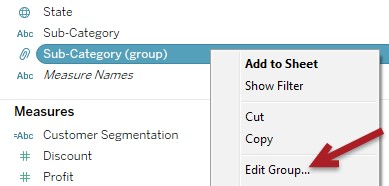 State
Abc Sub-Category
Sub-Category (group)
Abc Measure Names
Measures
=Abc Customer Segmentation
# Discount
# Profit
Add to Sheet
Show Filter
Cut
Copy
Edit Group...